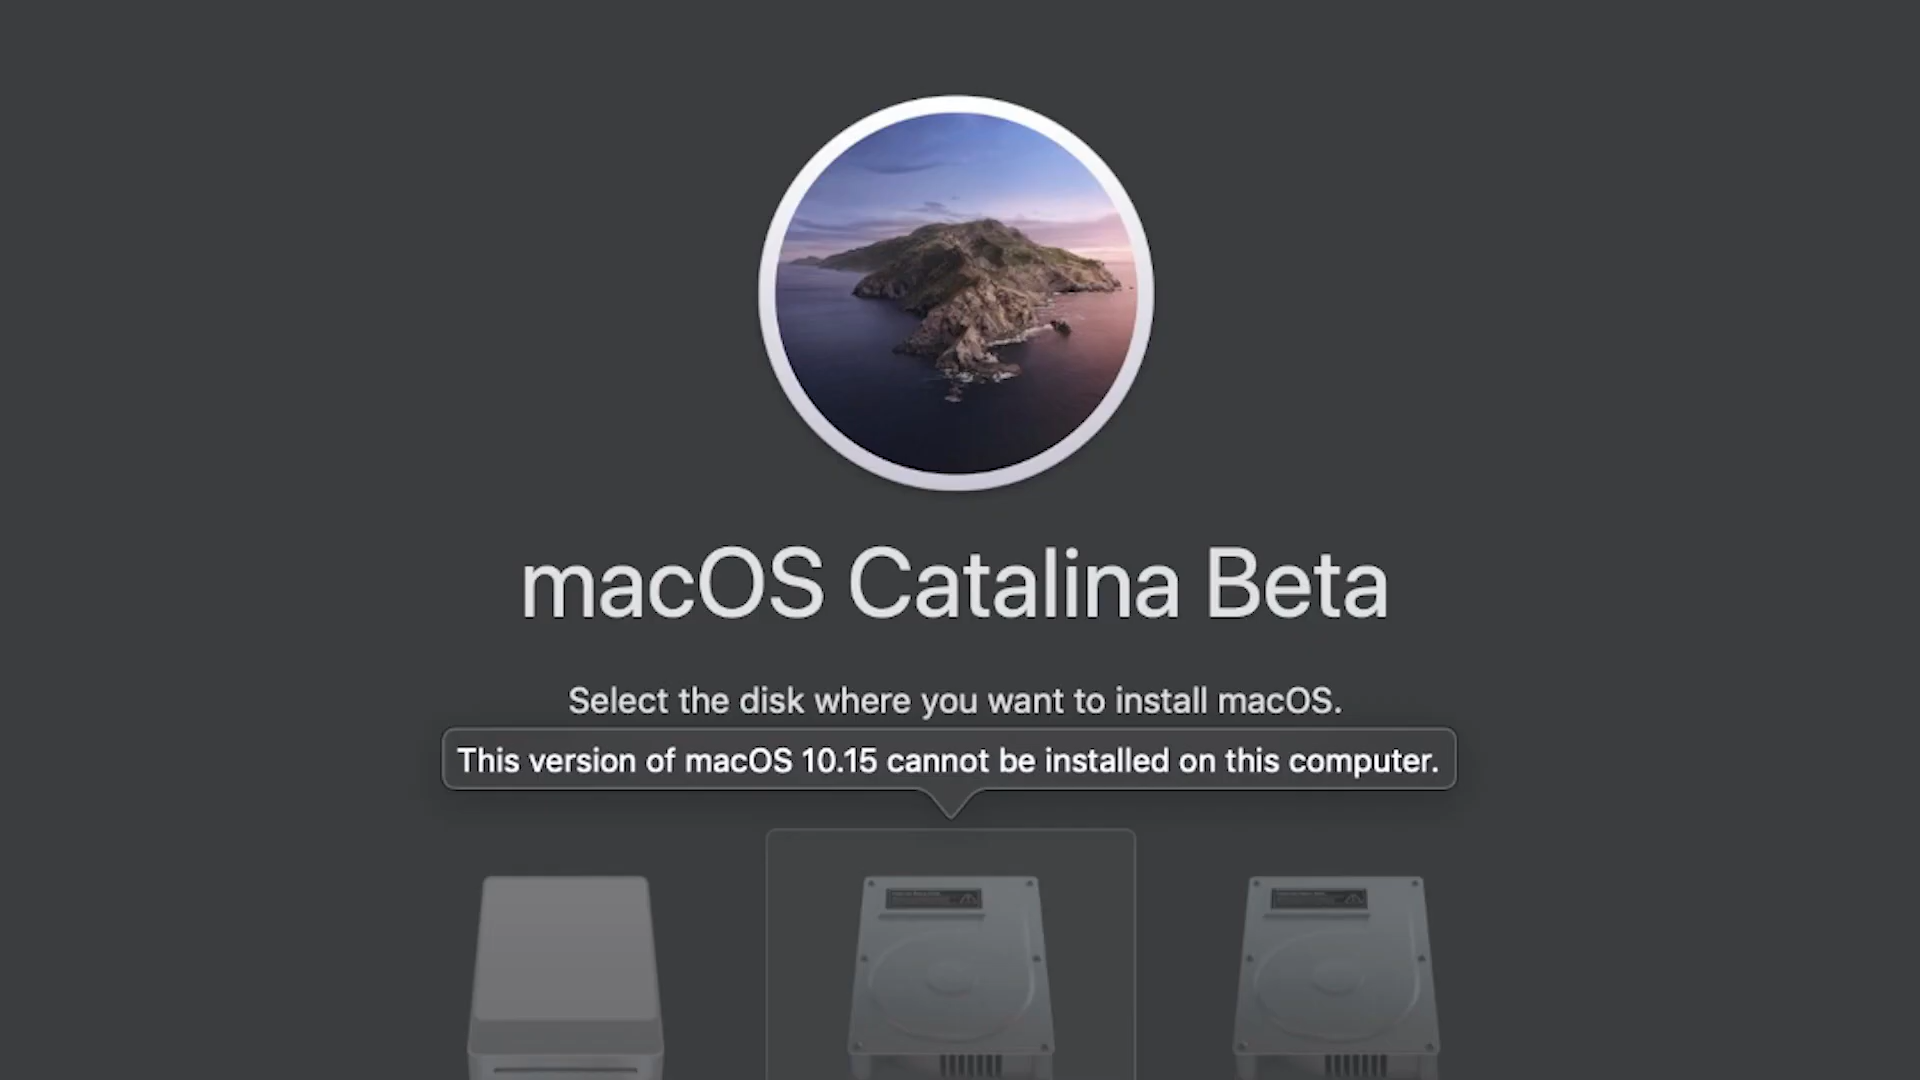 macOS Catalina Beta
Select the disk where you want to install macOS.
This version of macOS 10.15 cannot be installed on this computer.